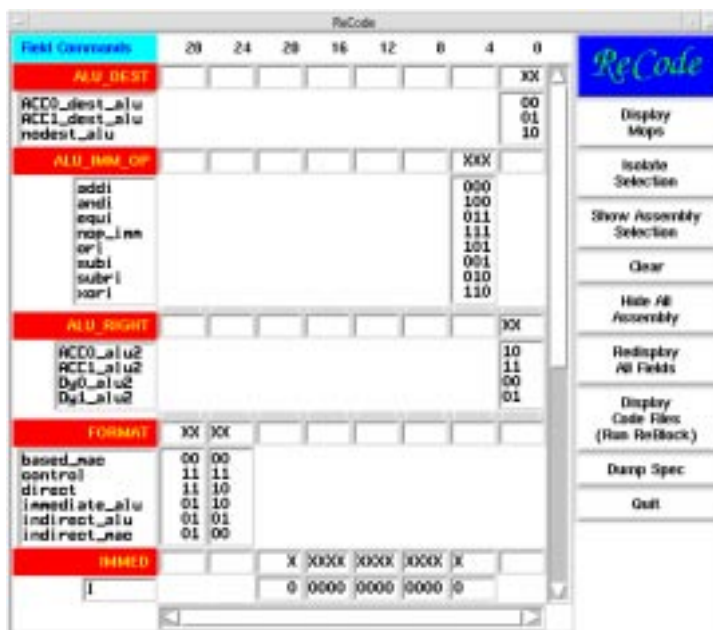 ReCode
Field Commands 28 24 20 16 12 8 4 0
ALU_DEST XX
ACC0_dest_alu 00
ACC1_dest_alu 01
nodest_alu 10
ALU_IMM_OP XXX
addi 000
andi 100
equi 011
nop_imm 111
ori 101
subi 001
subri 010
xori 110
ALU_RIGHT XX
ACC0_alu2 10
ACC1_alu2 11
Dy0_alu2 00
Dy1_alu2 01
FORMAT XX XX
based_mac 00 00
control 11 11
direct 11 10
immediate_alu 01 10
indirect_alu 01 01
indirect_mac 01 00
IMMED X XXXX XXXX XXXX X
I 0 0000 0000 0000 0
ReCode
Display
Mops
Isolate
Selection
Show Assembly
Selection
Clear
Hide All
Assembly
Redisplay
All Fields
Display
Code Files
(Run ReBlock)
Dump Spec
Quit